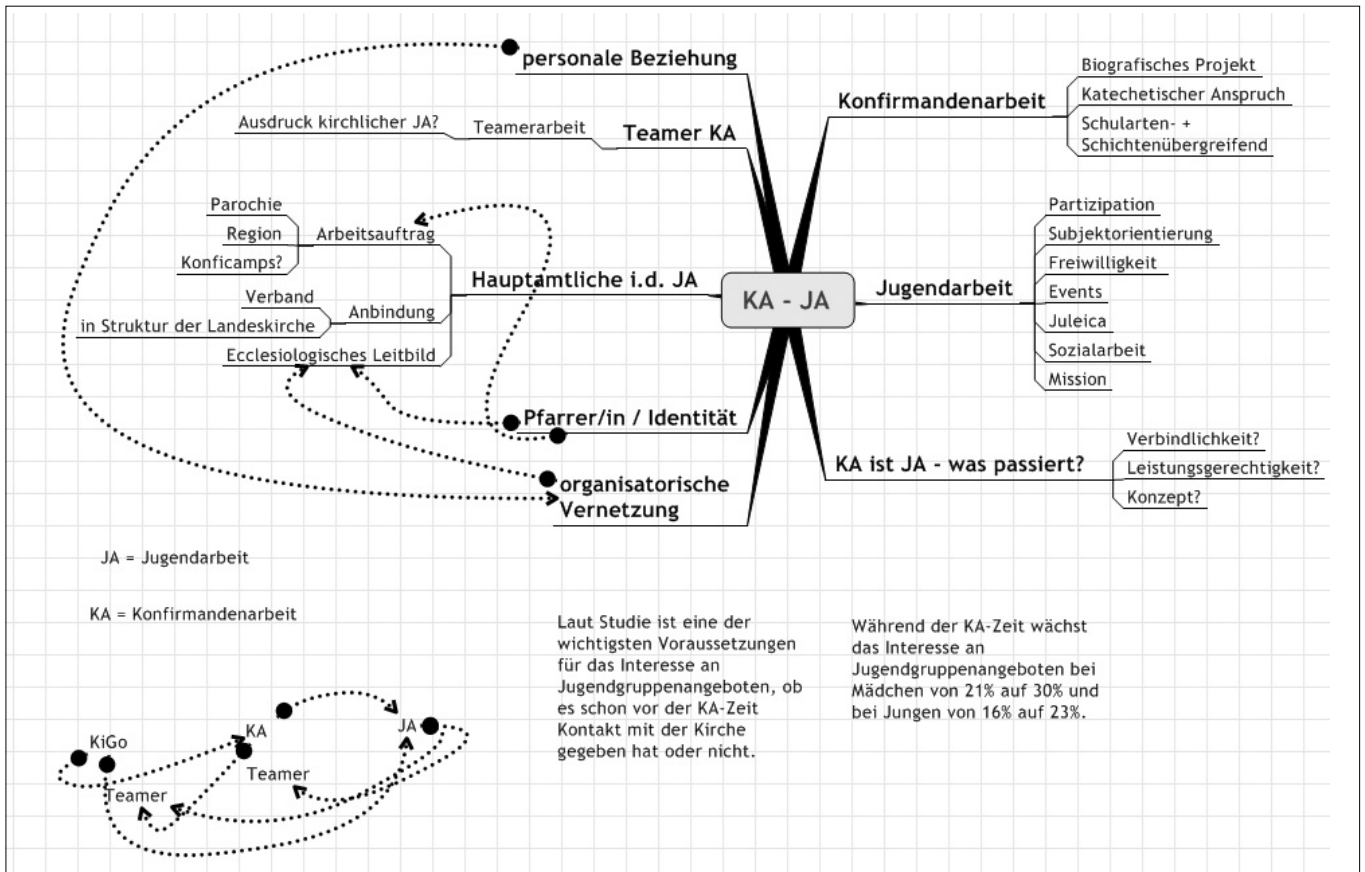 personale Beziehung
Ausdruck kirchlicher JA?
Teamerarbeit
Teamer KA
Parochie
Region
Konficamps?
Arbeitsauftrag
Verband
in Struktur der Landeskirche
Anbindung
Ecclesiologisches Leitbild
Hauptamtliche i.d. JA
Pfarrer/in / Identität
organisatorische
Vernetzung
KA - JA
Konfirmandenarbeit
Biografisches Projekt
Katechetischer Anspruch
Schularten- +
Schichtenübergreifend
Jugendarbeit
Partizipation
Subjektorientierung
Freiwilligkeit
Events
Juleica
Sozialarbeit
Mission
KA ist JA - was passiert?
Verbindlichkeit?
Leistungsgerechtigkeit?
Konzept?
JA = Jugendarbeit
KA = Konfirmandenarbeit
KiGo
Teamer
KA
Teamer
JA
Laut Studie ist eine der
wichtigsten Voraussetzungen
für das Interesse an
Jugendgruppenangeboten, ob
es schon vor der KA-Zeit
Kontakt mit der Kirche
gegeben hat oder nicht.
Während der KA-Zeit wächst
das Interesse an
Jugendgruppenangeboten bei
Mädchen von 21% auf 30% und
bei Jungen von 16% auf 23%.